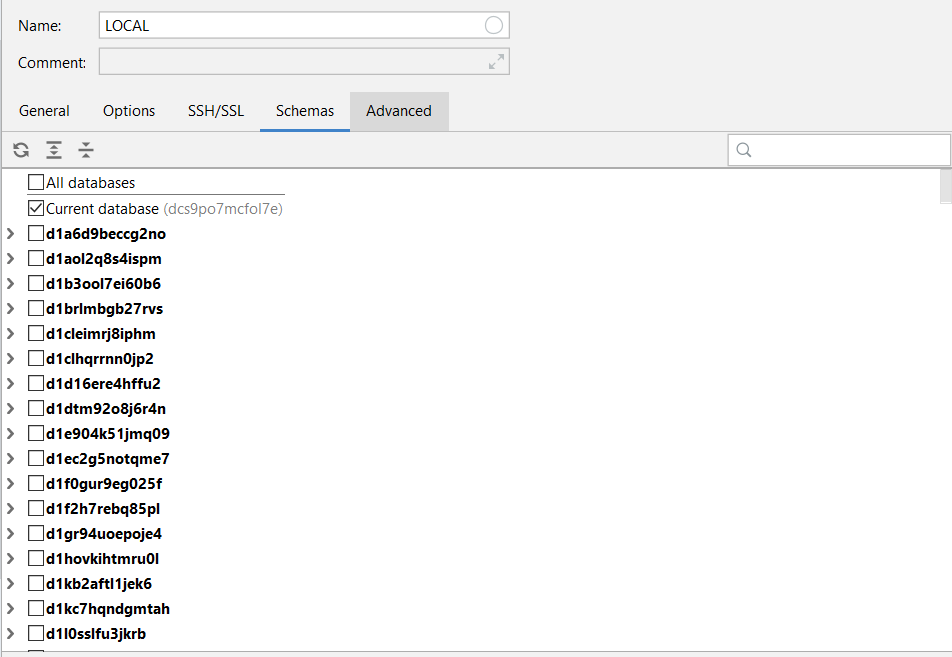 Name: LOCAL
Comment:
General Options SSH/SSL Schemas Advanced
All databases
Current database (dcs9po7mcfol7e)
d1a6d9beccg2no
d1aol2q8s4ispm
d1b3ool7ei60b6
d1brlmbgb27rvs
d1cleimrj8iphm
d1clhqrrnn0jp2
d1d16ere4hffu2
d1dtm92o8j6r4n
d1e904k51jmq09
d1ec2g5notqme7
d1f0gur9eg025f
d1f2h7rebq85pl
d1gr94uoepoje4
d1hovkihtmru0l
d1kb2aftl1jek6
d1kc7hqndgmtah
d1l0sslfu3jkrb